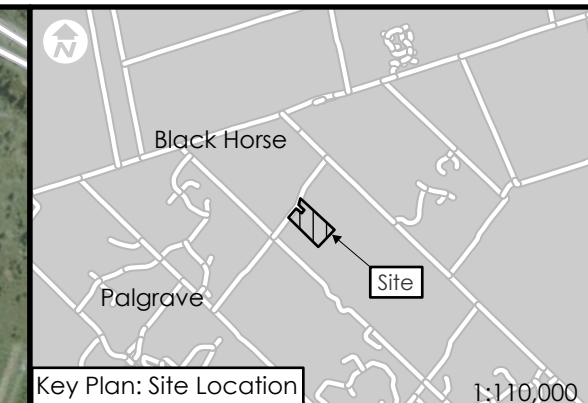 N
Black Horse
Site
Palgrave
Key Plan: Site Location
1:110,000